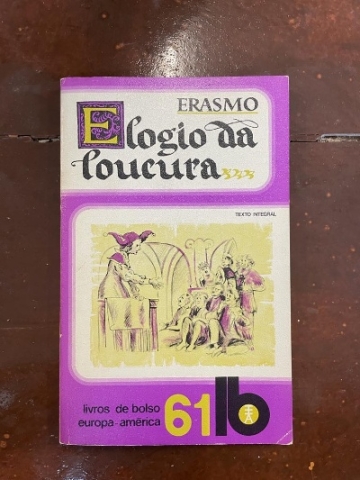 ERASMO
Elogio da
loucura
TEXTO INTEGRAL
livros de bolso
europa-américa
61 lb